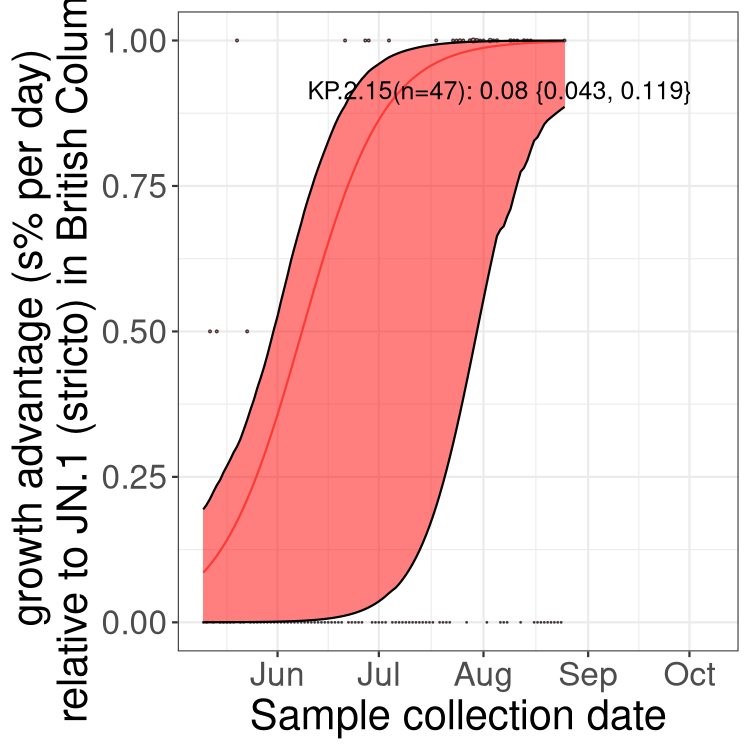 growth advantage (s% per day)
relative to JN.1 (stricto) in British Colum
1.00
0.75
0.50
0.25
0.00
KP.2.15(n=47): 0.08 {0.043, 0.119}
Jun Jul Aug Sep Oct
Sample collection date